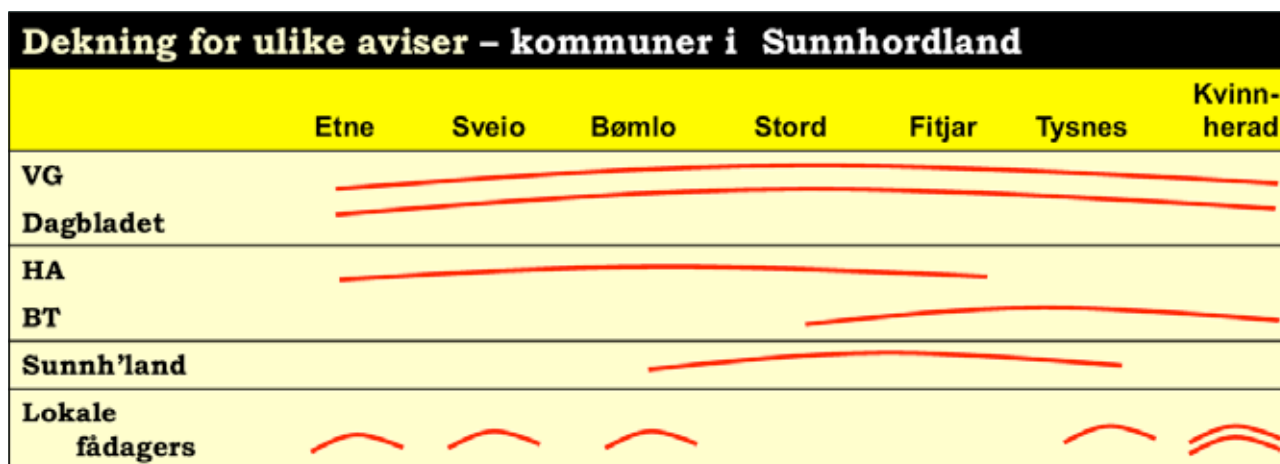 Dekning for ulike aviser – kommuner i Sunnhordland
Etne Sveio Bømlo Stord Fitjar Tysnes Kvinn-
herad
VG
Dagbladet
HA
BT
Sunnh’land
Lokale
fådagers